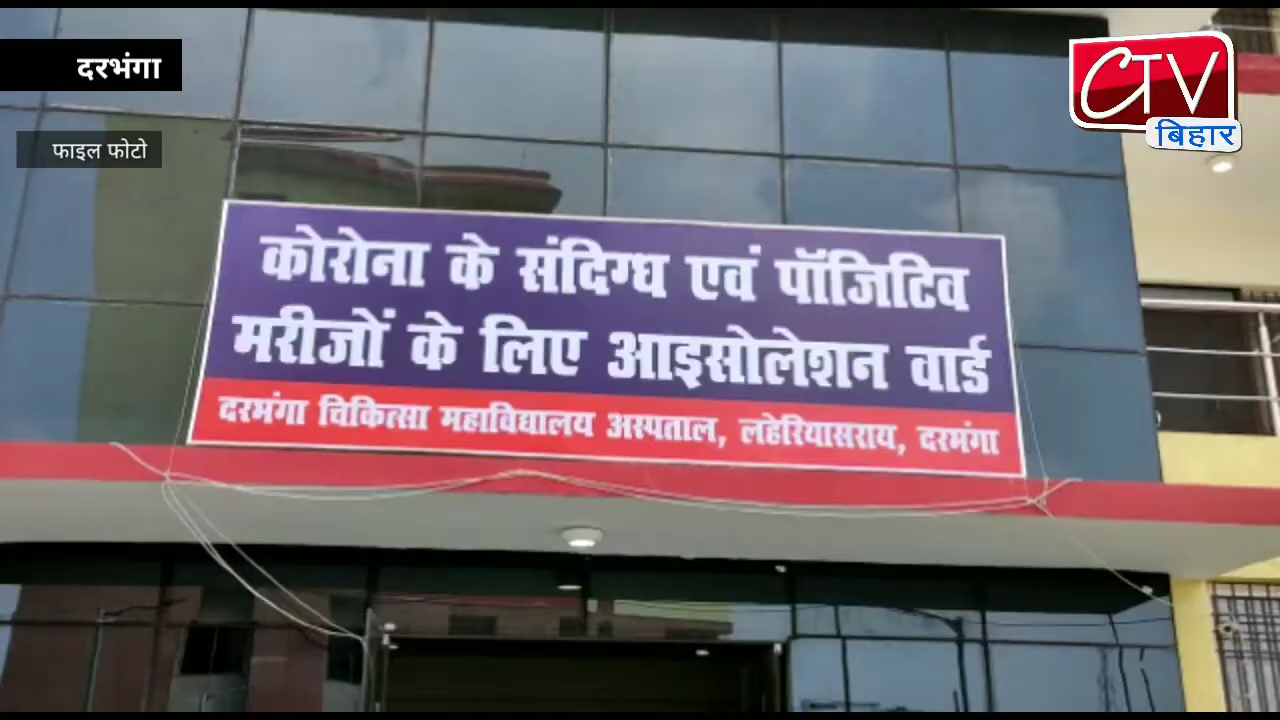 दरभंगा
CTV
बिहार
फाइल फोटो
कोरोना के संदिग्ध एवं पॉजिटिव
मरीजों के लिए आइसोलेशन वार्ड
दरभंगा चिकित्सा महाविद्यालय अस्पताल, लहेरियासराय, दरभंगा